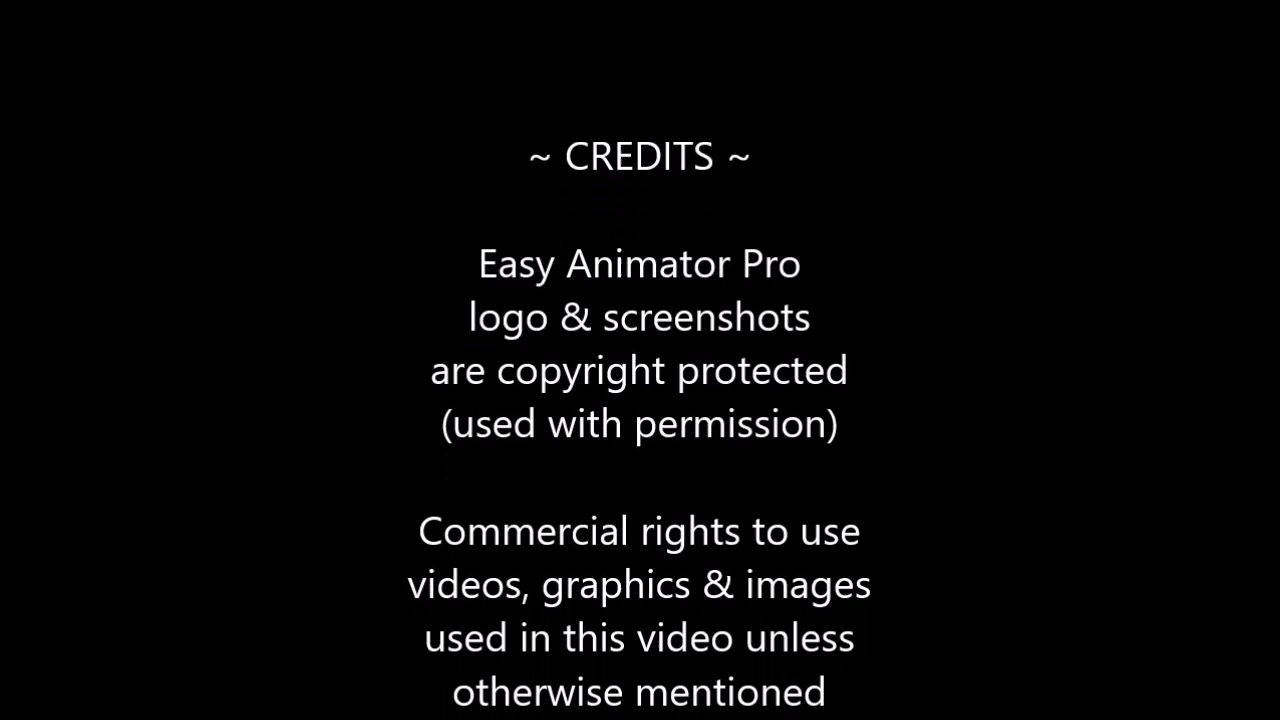 ~ CREDITS ~
Easy Animator Pro
logo & screenshots
are copyright protected
(used with permission)
Commercial rights to use
videos, graphics & images
used in this video unless
otherwise mentioned